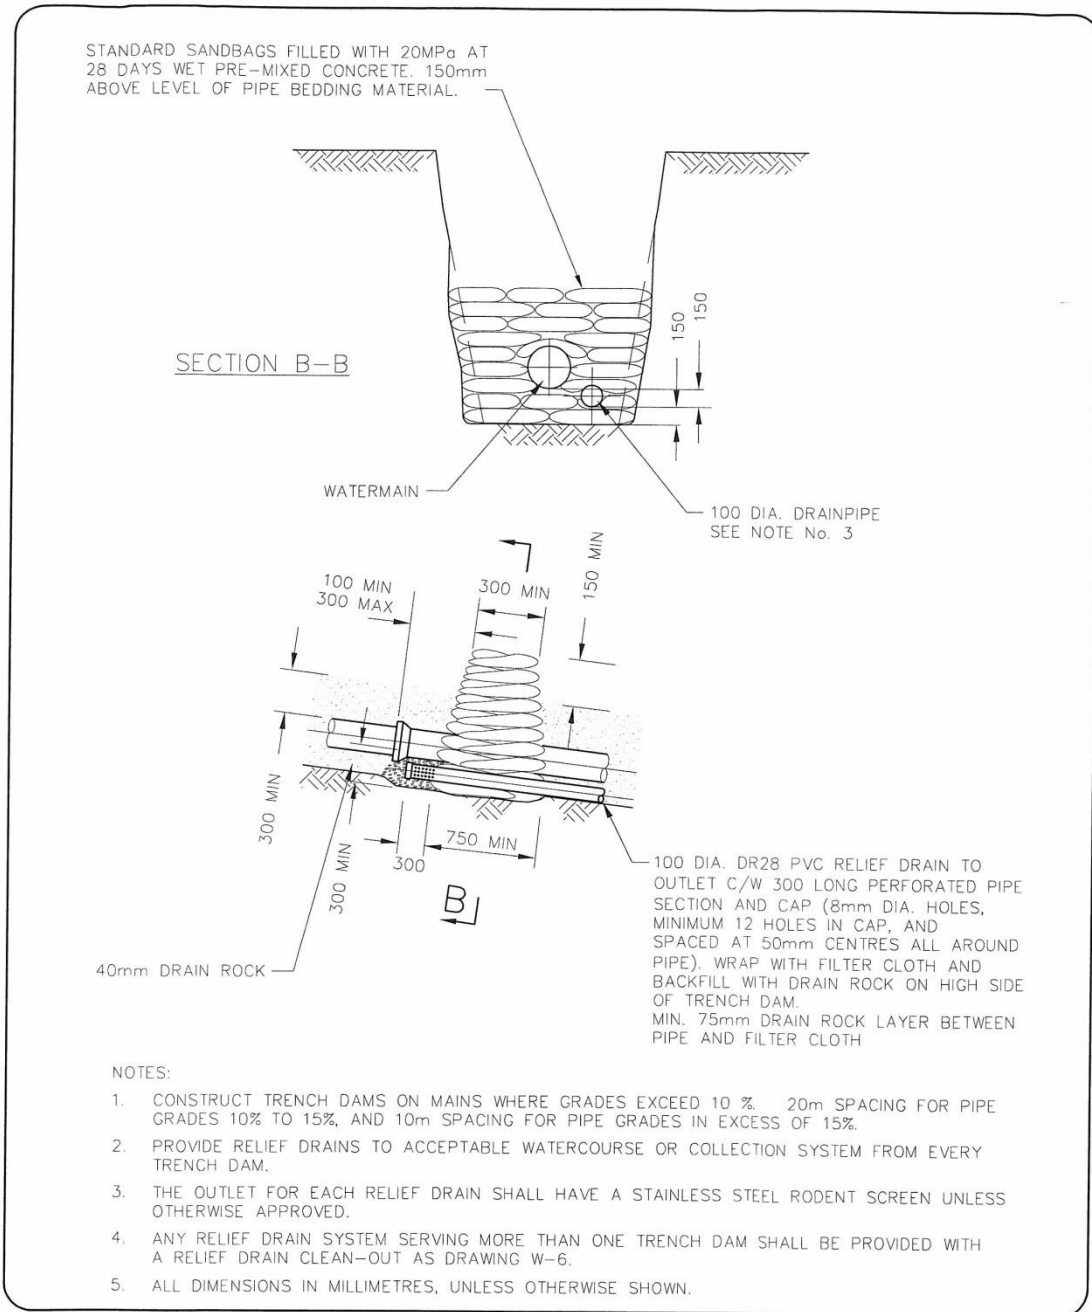 STANDARD SANDBAGS FILLED WITH 20MPa AT
28 DAYS WET PRE-MIXED CONCRETE. 150mm
ABOVE LEVEL OF PIPE BEDDING MATERIAL.
SECTION B-B
150
150
WATERMAIN
100 DIA. DRAINPIPE
SEE NOTE No. 3
100 MIN
300 MAX
300 MIN
150 MIN
300 MIN
300 MIN
300
750 MIN
B
40mm DRAIN ROCK
100 DIA. DR28 PVC RELIEF DRAIN TO
OUTLET C/W 300 LONG PERFORATED PIPE
SECTION AND CAP (8mm DIA. HOLES,
MINIMUM 12 HOLES IN CAP, AND
SPACED AT 50mm CENTRES ALL AROUND
PIPE). WRAP WITH FILTER CLOTH AND
BACKFILL WITH DRAIN ROCK ON HIGH SIDE
OF TRENCH DAM.
MIN. 75mm DRAIN ROCK LAYER BETWEEN
PIPE AND FILTER CLOTH
NOTES:
1. CONSTRUCT TRENCH DAMS ON MAINS WHERE GRADES EXCEED 10 %. 20m SPACING FOR PIPE
GRADES 10% TO 15%, AND 10m SPACING FOR PIPE GRADES IN EXCESS OF 15%.
2. PROVIDE RELIEF DRAINS TO ACCEPTABLE WATERCOURSE OR COLLECTION SYSTEM FROM EVERY
TRENCH DAM.
3. THE OUTLET FOR EACH RELIEF DRAIN SHALL HAVE A STAINLESS STEEL RODENT SCREEN UNLESS
OTHERWISE APPROVED.
4. ANY RELIEF DRAIN SYSTEM SERVING MORE THAN ONE TRENCH DAM SHALL BE PROVIDED WITH
A RELIEF DRAIN CLEAN-OUT AS DRAWING W-6.
5. ALL DIMENSIONS IN MILLIMETRES, UNLESS OTHERWISE SHOWN.